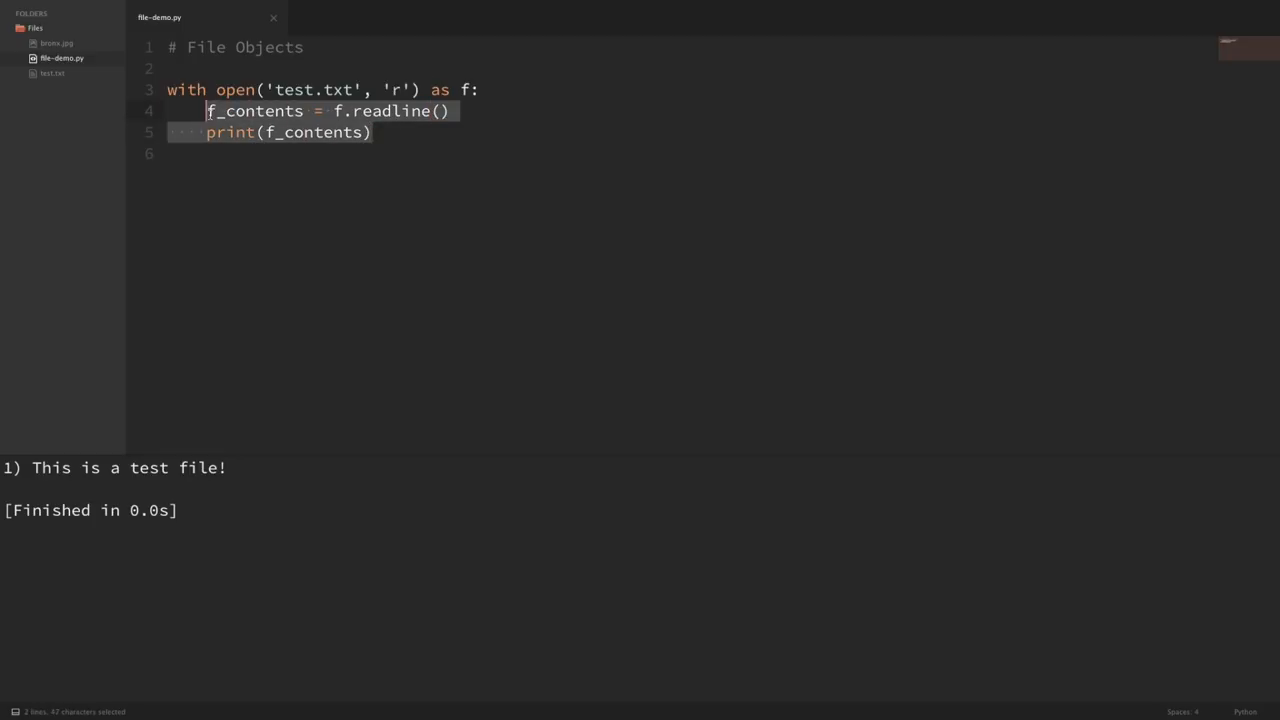 FOLDERS
Files
bronx.jpg
file-demo.py
test.txt
file-demo.py ×
1 # File Objects
2
3 with open('test.txt', 'r') as f:
4 f_contents = f.readline()
5 ····print(f_contents)
6
1) This is a test file!
[Finished in 0.0s]
2 lines, 47 characters selected
Spaces: 4
Python